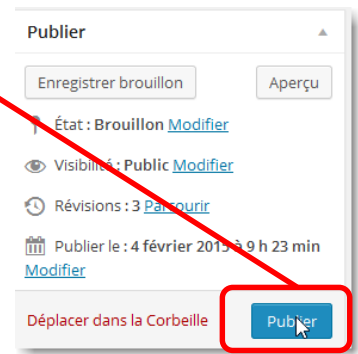 Publier
Enregistrer brouillon Aperçu
État : Brouillon Modifier
Visibilité : Public Modifier
Révisions : 3 Parcourir
Publier le : 4 février 2015 à 9 h 23 min
Modifier
Déplacer dans la Corbeille Publier